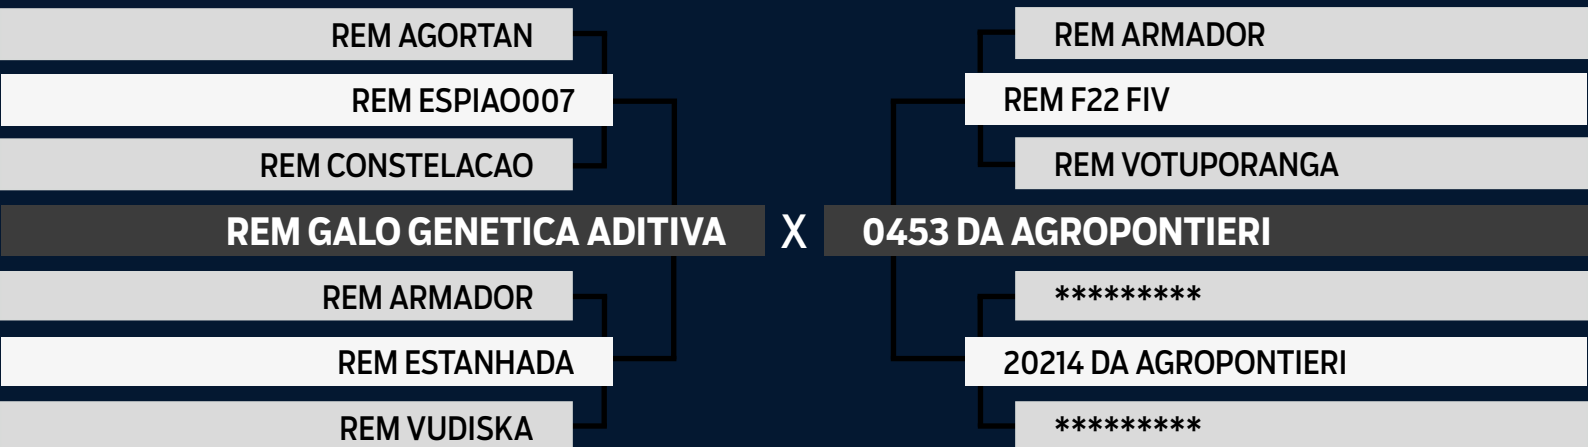 REM AGORTAN
REM ARMADOR
REM ESPIAO007
REM F22 FIV
REM CONSTELACAO
REM VOTUPORANGA
REM GALO GENETICA ADITIVA X 0453 DA AGROPONTIERI
REM ARMADOR
*********
REM ESTANHADA
20214 DA AGROPONTIERI
REM VUDISKA
*********